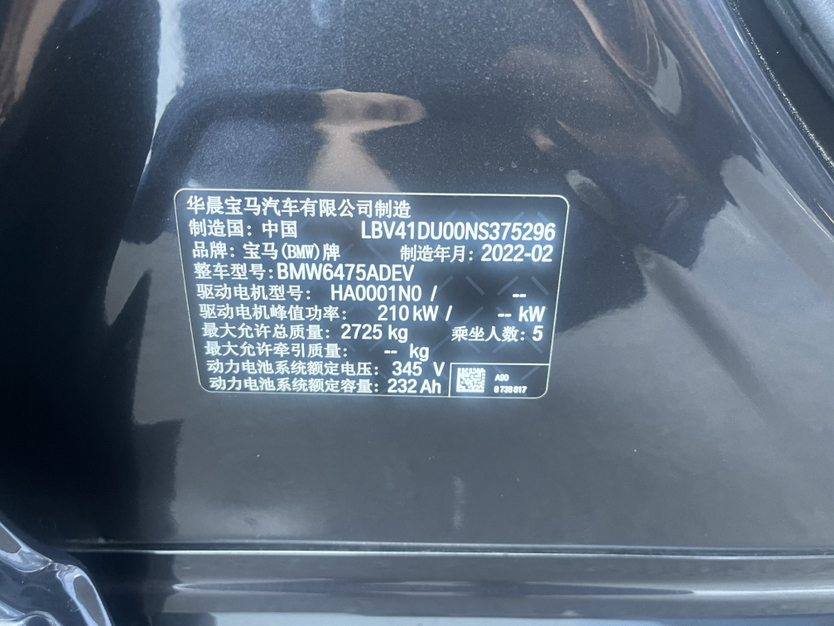 华晨宝马汽车有限公司制造
制造国: 中国 LBV41DU00NS375296
品牌: 宝马(BMW)牌 制造年月: 2022-02
整车型号: BMW6475ADEV
驱动电机型号: HA0001N0 / --
驱动电机峰值功率: 210 kW / -- kW
最大允许总质量: 2725 kg 乘坐人数: 5
最大允许牵引质量: -- kg
动力电池系统额定电压: 345 V
动力电池系统额定容量: 232 Ah
A90